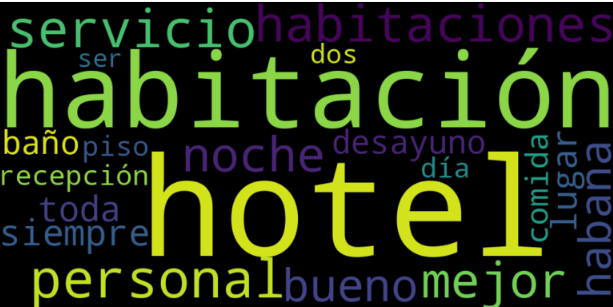 servicio habitaciones
ser dos
habitación
baño piso noche desayuno comida lugar habana
recepción hotel día
toda
siempre
personal bueno mejor